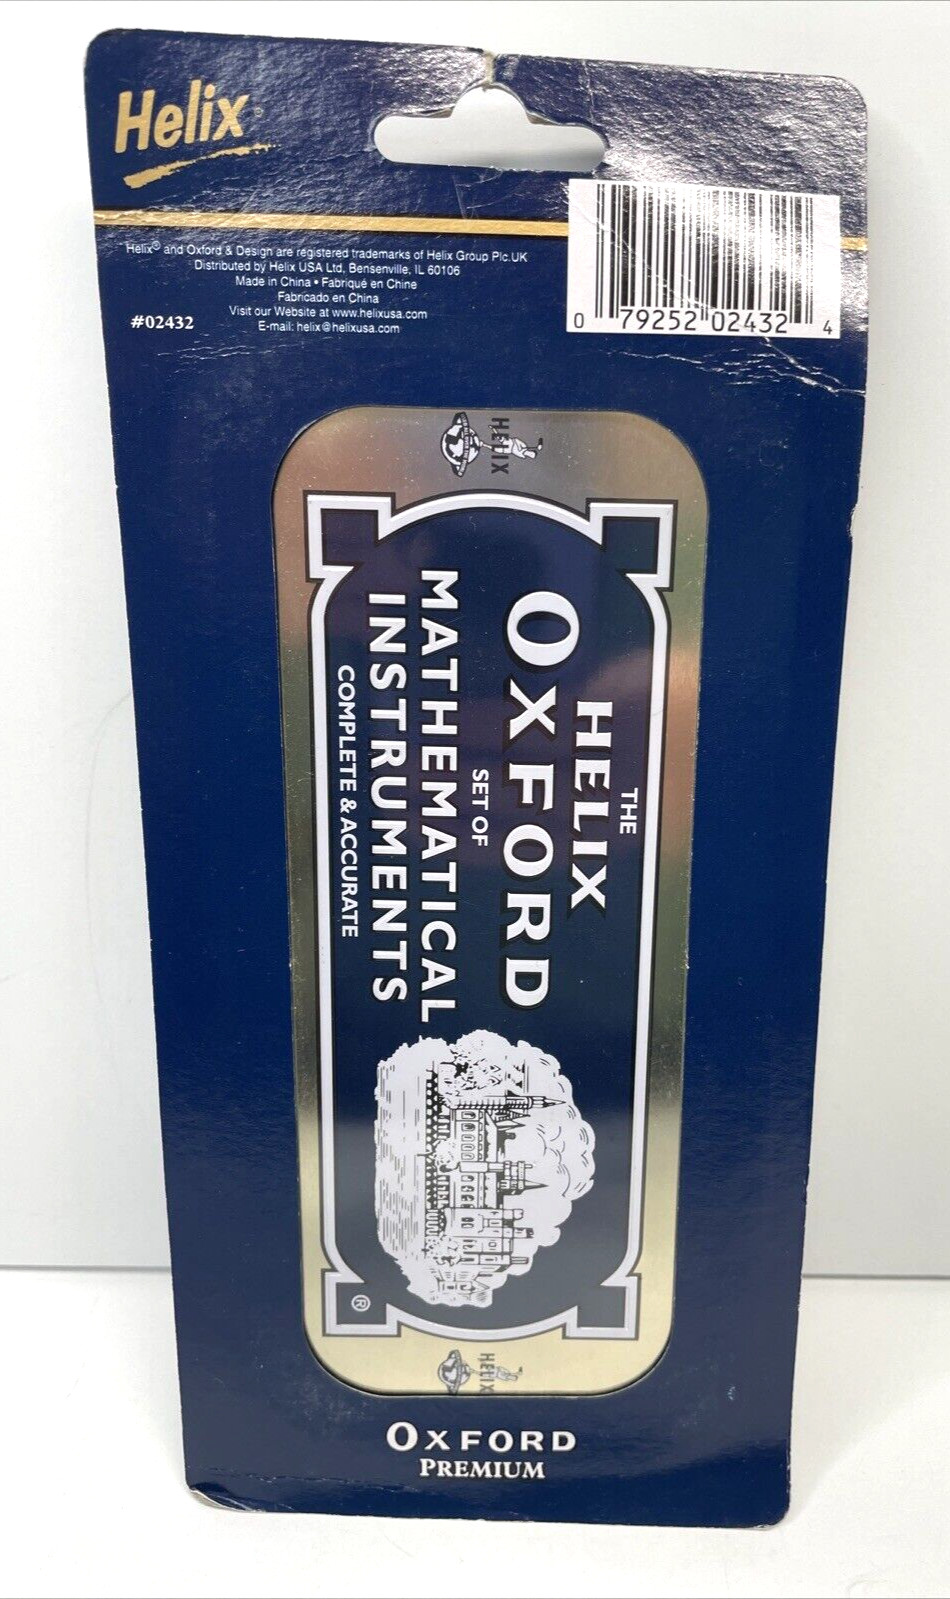 Helix
Helix® and Oxford & Design are registered trademarks of Helix Group Plc.UK
Distributed by Helix USA Ltd, Bensenville, IL 60106
Made in China • Fabriqué en Chine
Fabricado en China
Visit our Website at www.helixusa.com
E-mail: helix@helixusa.com
#02432
0 79252 02432 4
HELIX
THE
HELIX
OXFORD
SET OF
MATHEMATICAL
INSTRUMENTS
COMPLETE & ACCURATE
®
HELIX
OXFORD
PREMIUM